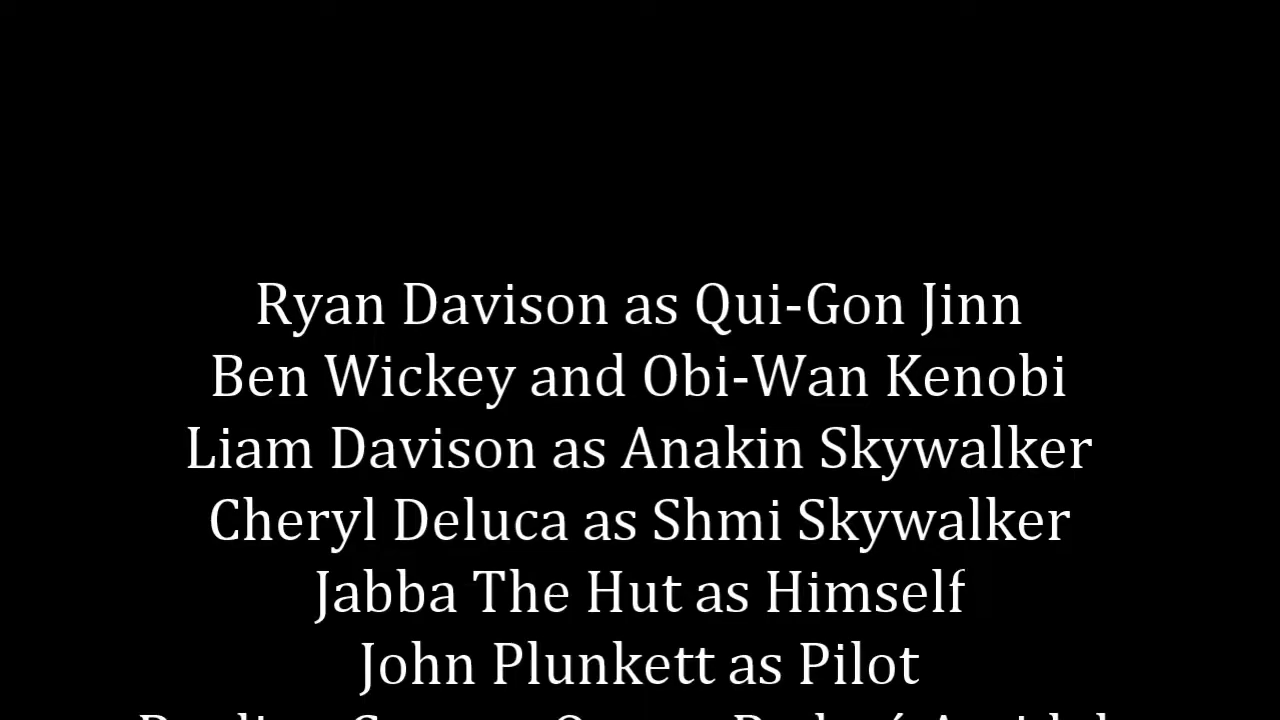 Ryan Davison as Qui-Gon Jinn
Ben Wickey and Obi-Wan Kenobi
Liam Davison as Anakin Skywalker
Cheryl Deluca as Shmi Skywalker
Jabba The Hut as Himself
John Plunkett as Pilot